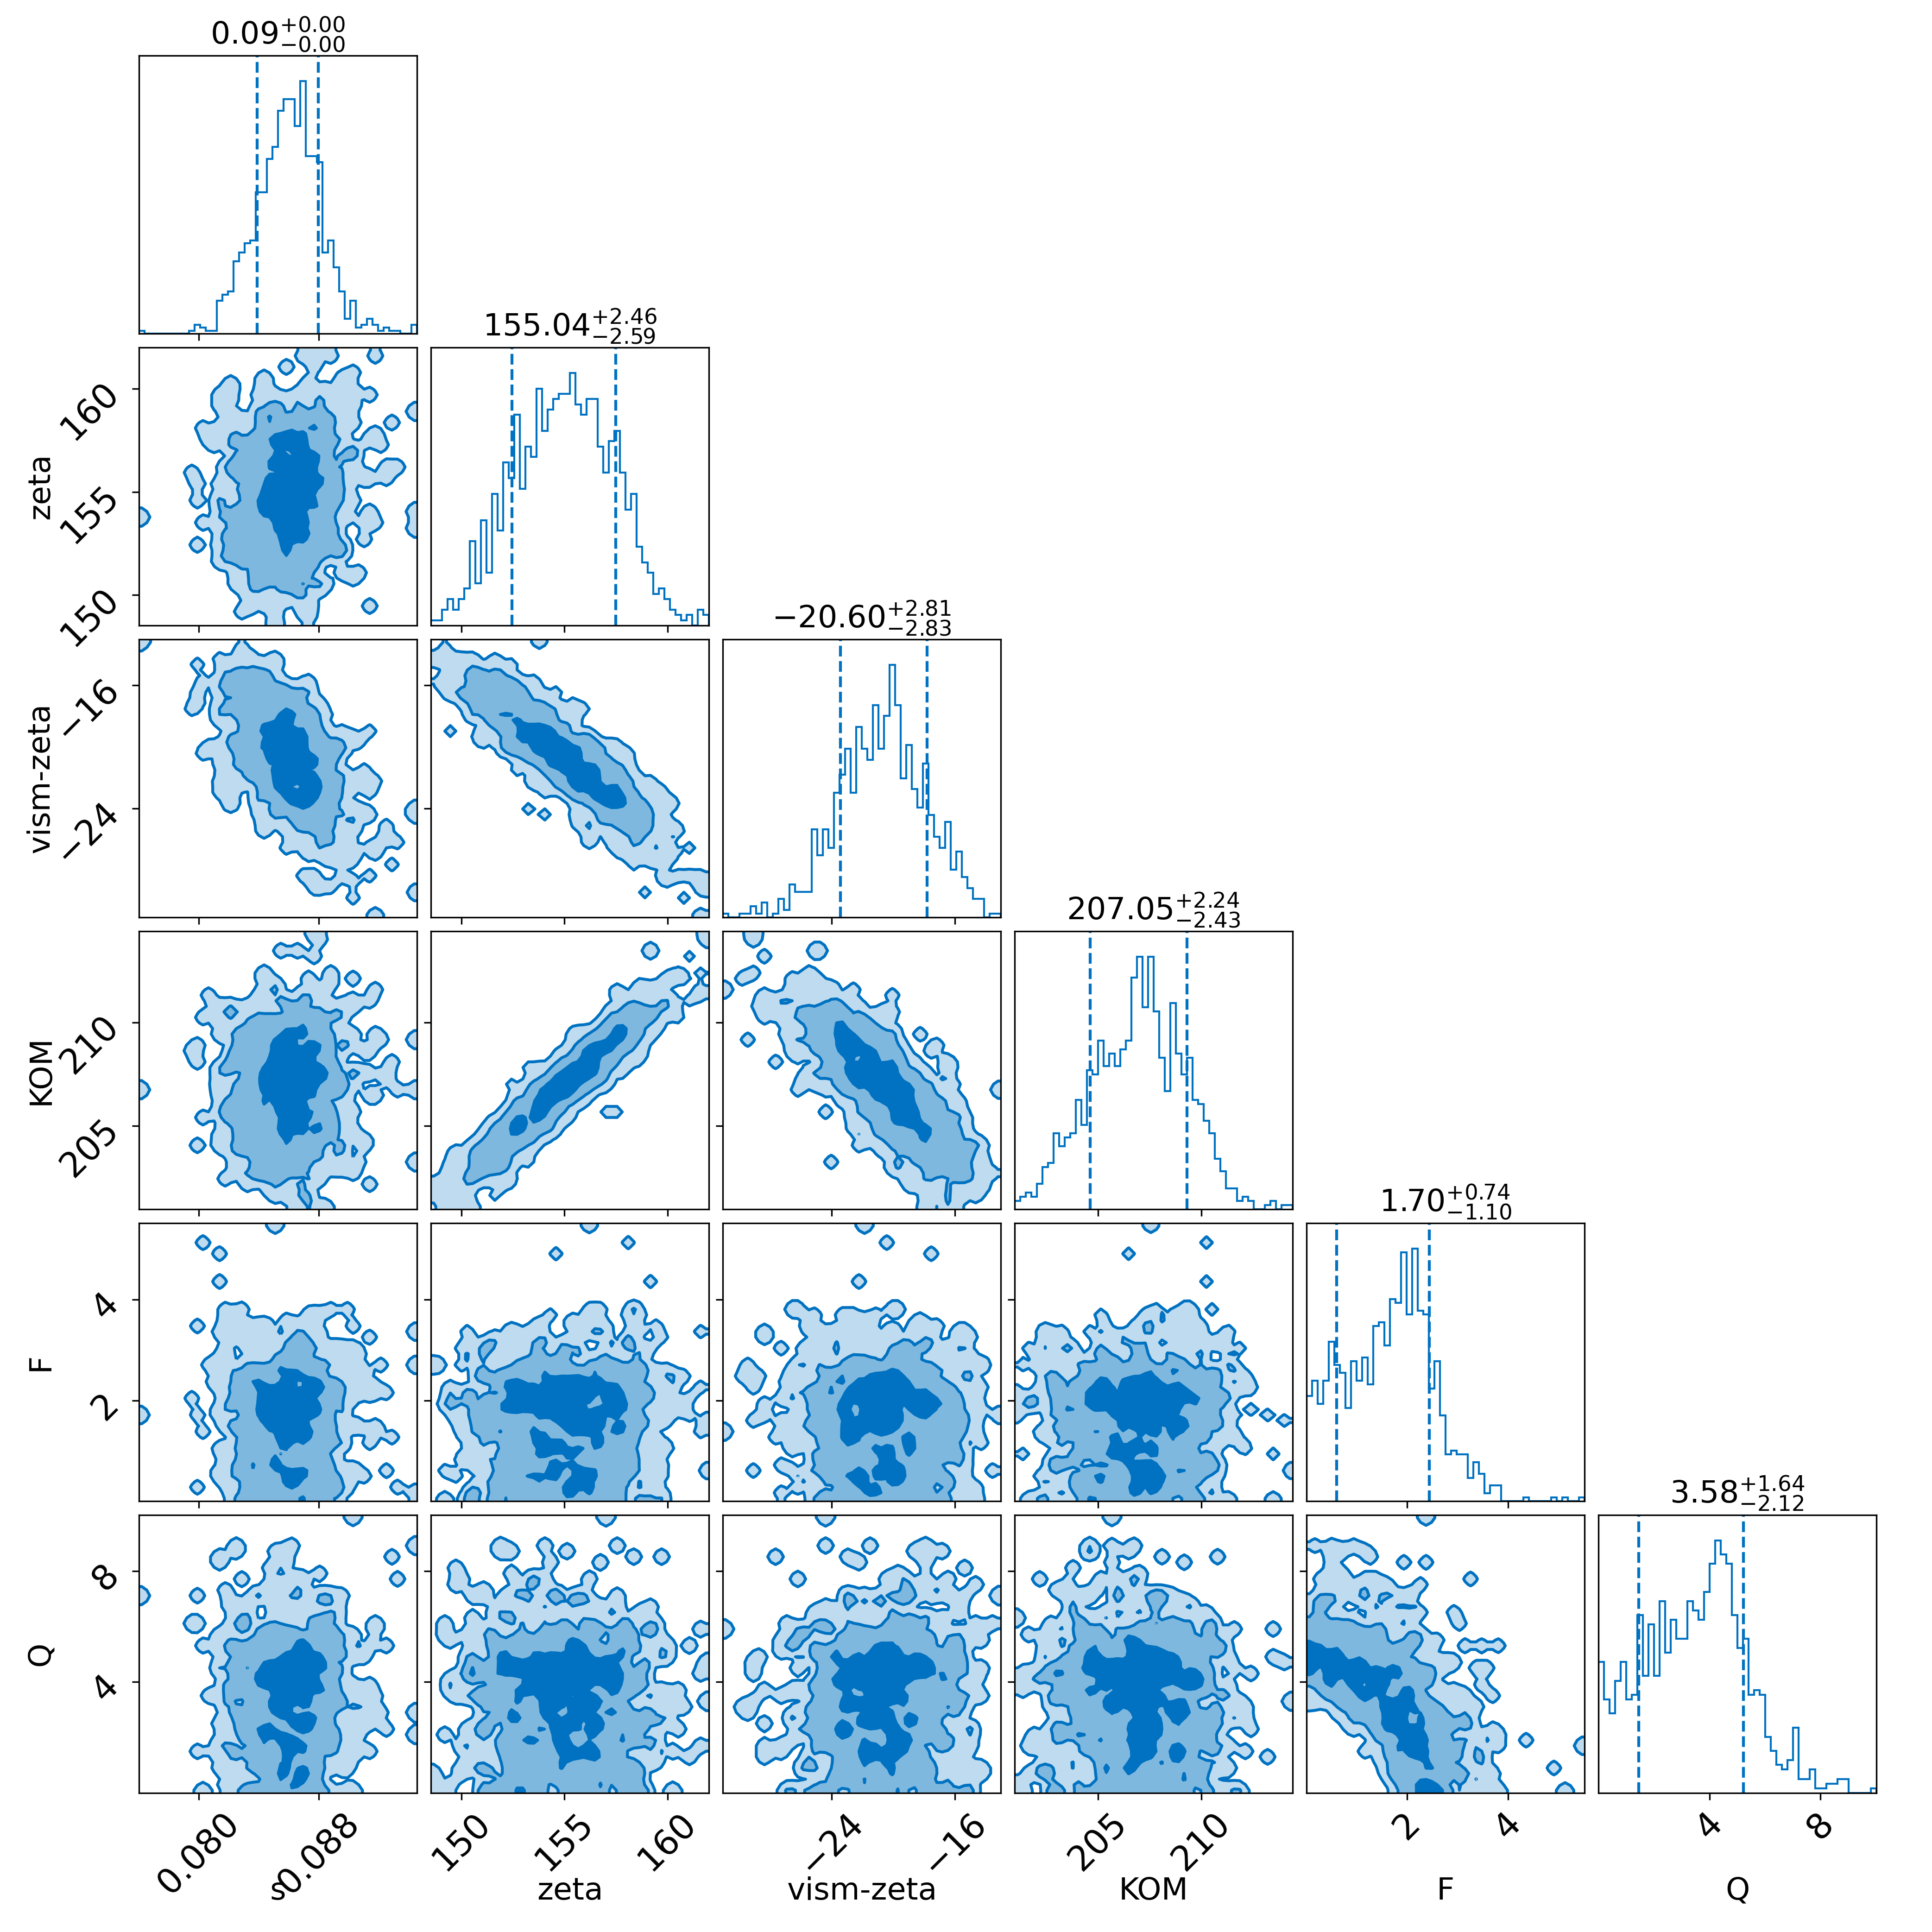 0.09+0.00−0.00
155.04+2.46−2.59
160
155
150
zeta
−20.60+2.81−2.83
−16
−24
vism-zeta
207.05+2.24−2.43
210
205
KOM
1.70+0.74−1.10
4
2
F
3.58+1.64−2.12
8
4
Q
0.080 0.088 150 155 160 −24 −16 205 210 2 4 4 8
s zeta vism-zeta KOM F Q